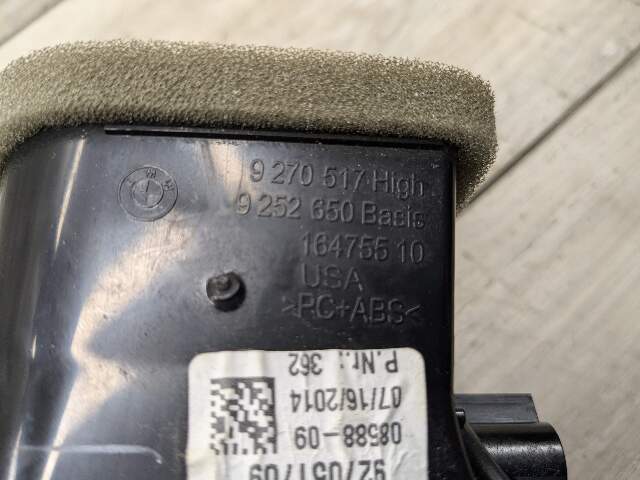 9 270 517 High
9 252 650 Basis
164755 10
USA
>PC+ABS<
P.Nr.: 362
07/16/2014
08588-09
927051709